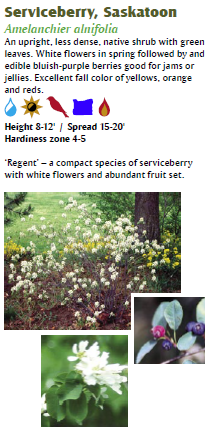 Serviceberry, Saskatoon
Amelanchier alnifolia
An upright, less dense, native shrub with green
leaves. White flowers in spring followed by and
edible bluish-purple berries good for jams or
jellies. Excellent fall color of yellows, orange
and reds.
Height 8-12' / Spread 15-20'
Hardiness zone 4-5
'Regent' – a compact species of serviceberry
with white flowers and abundant fruit set.